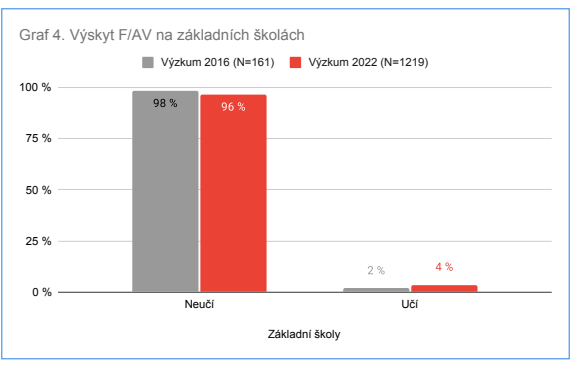 Graf 4. Výskyt F/AV na základních školách
Výzkum 2016 (N=161) Výzkum 2022 (N=1219)
100 %
75 %
50 %
25 %
0 %
98 %
96 %
2 %
4 %
Neučí Učí
Základní školy